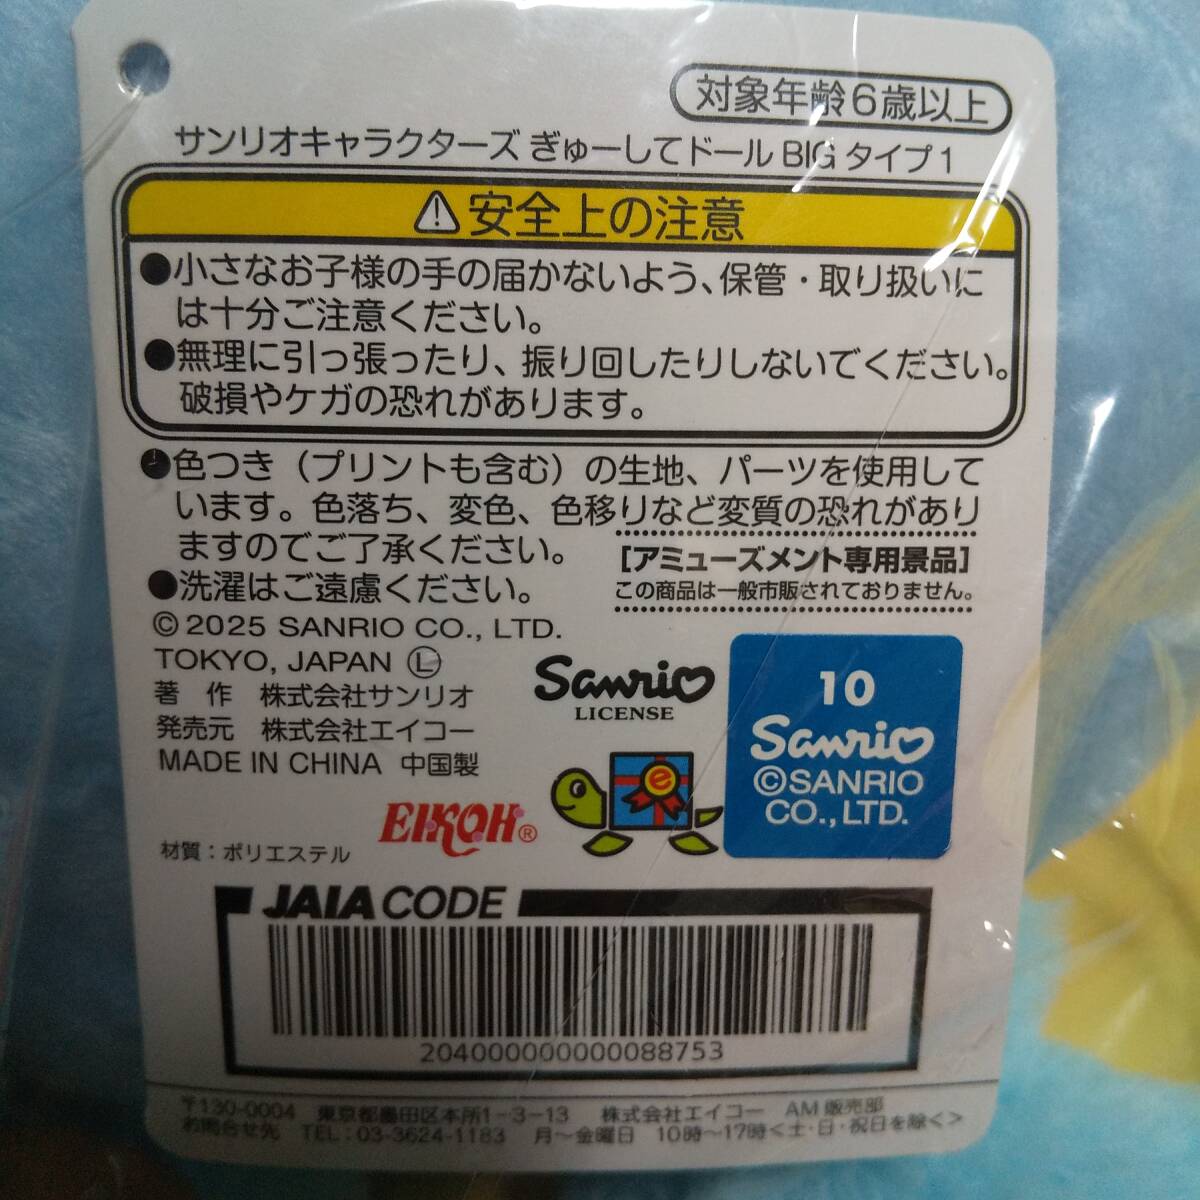 対象年齢6歳以上
サンリオキャラクターズ ぎゅーしてドール BIG タイプ1
⚠安全上の注意
●小さなお子様の手の届かないよう、保管・取り扱いに
は十分ご注意ください。
●無理に引っ張ったり、振り回したりしないでください。
破損やケガの恐れがあります。
●色つき（プリントも含む）の生地、パーツを使用して
います。色落ち、変色、色移りなど変質の恐れがあり
ますのでご了承ください。
●洗濯はご遠慮ください。
[アミューズメント専用景品]
この商品は一般市販されておりません。
© 2025 SANRIO CO., LTD.
TOKYO, JAPAN Ⓛ
著 作 株式会社サンリオ
発売元 株式会社エイコー
MADE IN CHINA 中国製
Sanrio
LICENSE
10
Sanrio
©SANRIO
CO., LTD.
e
EIKOH®
材質：ポリエステル
JAIA CODE
204000000000088753
〒130-0004 東京都墨田区本所1-3-13 株式会社エイコー AM販売部
お問合せ先 TEL：03-3624-1183 月～金曜日 10時～17時<土・日・祝日を除く>